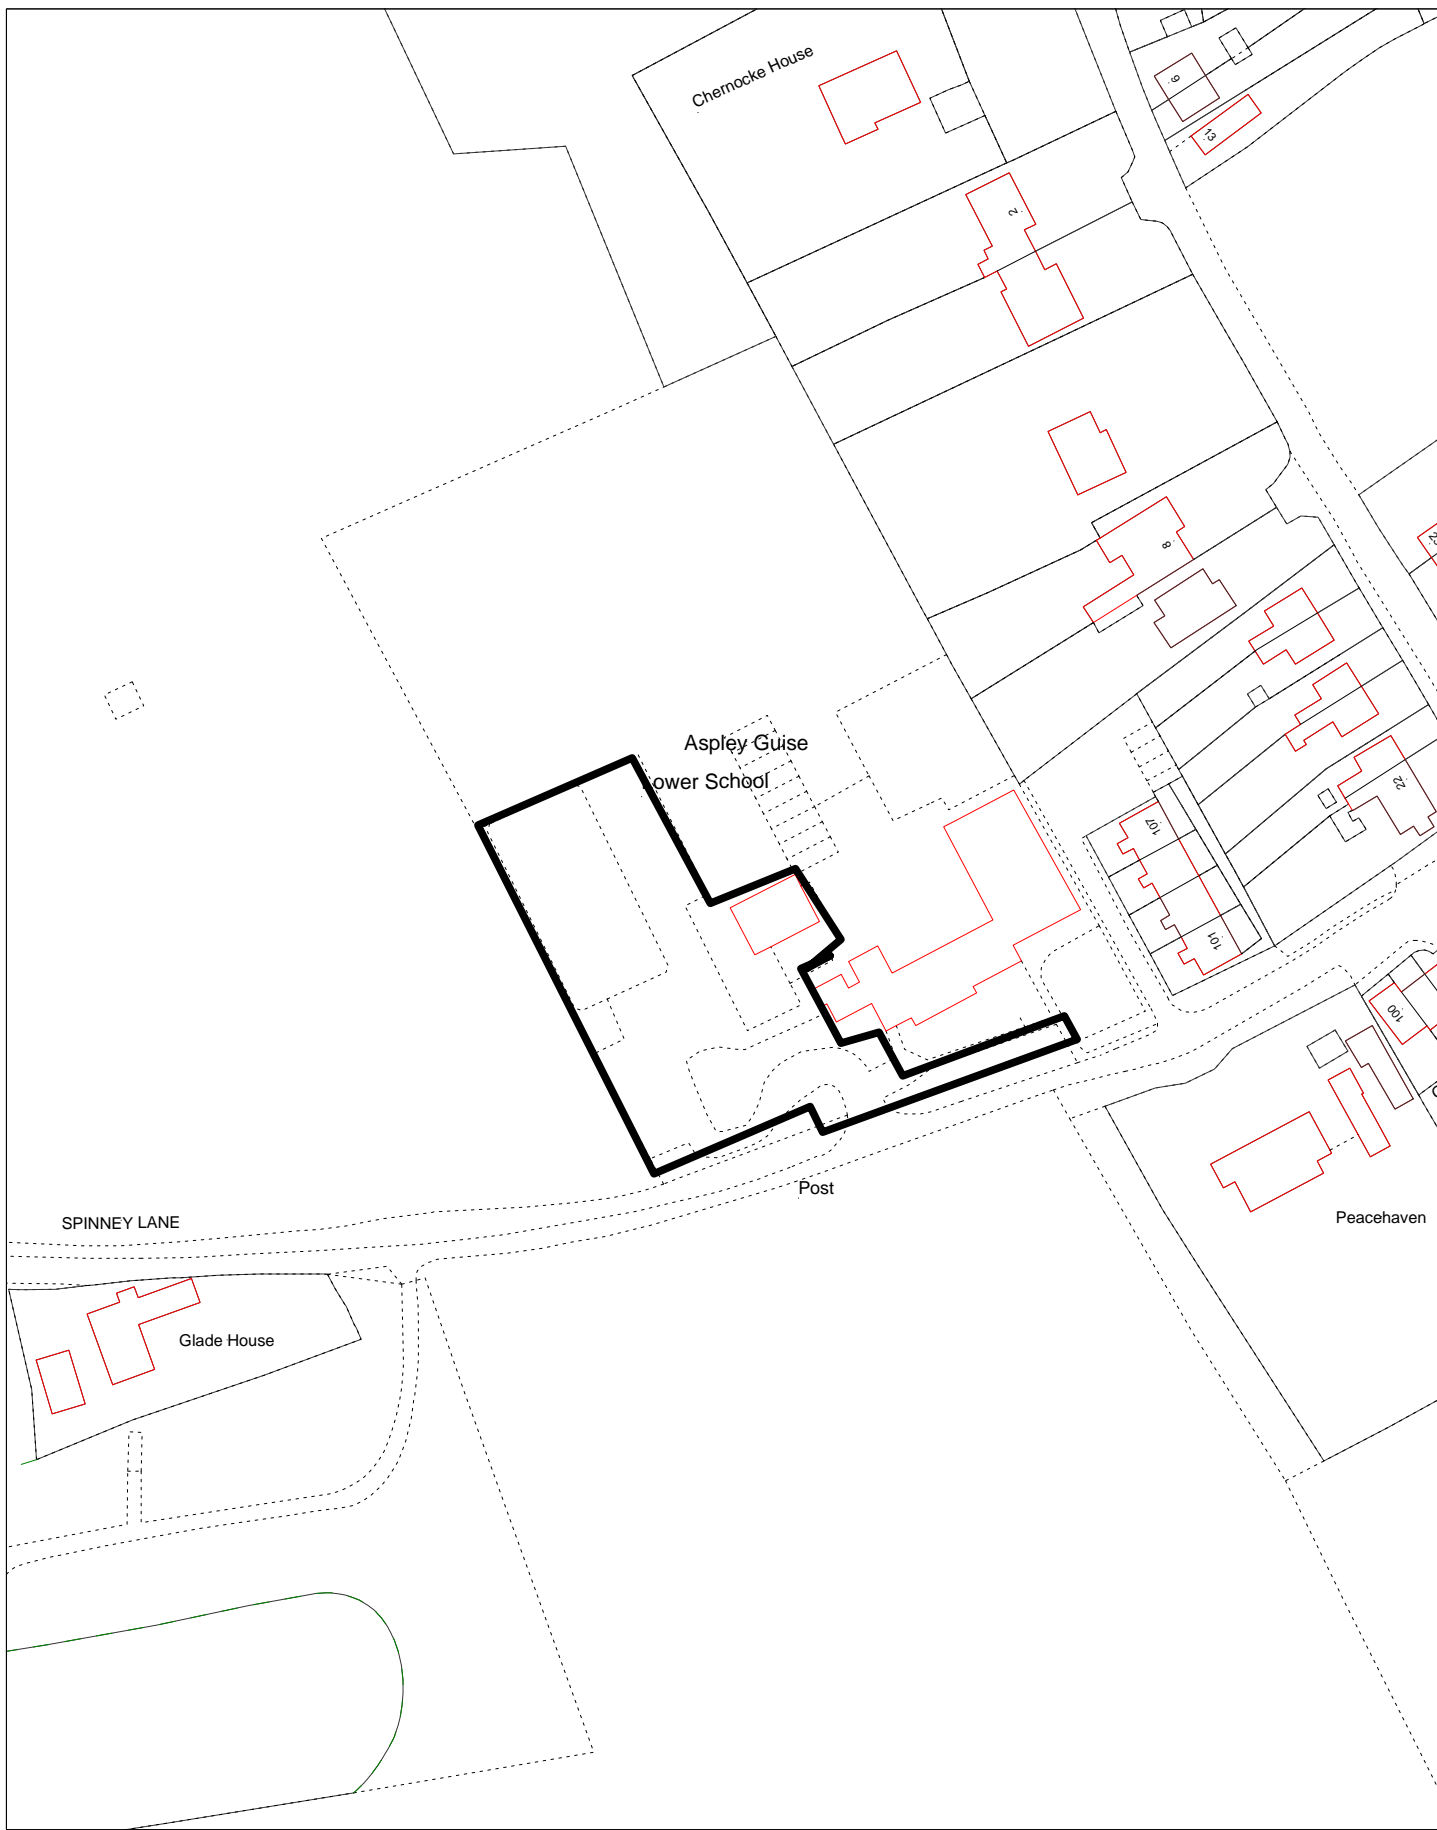 Chernocke House
9
13
2
8
Aspley Guise
ower School
22
107
101
100
Post
SPINNEY LANE
Peacehaven
Glade House